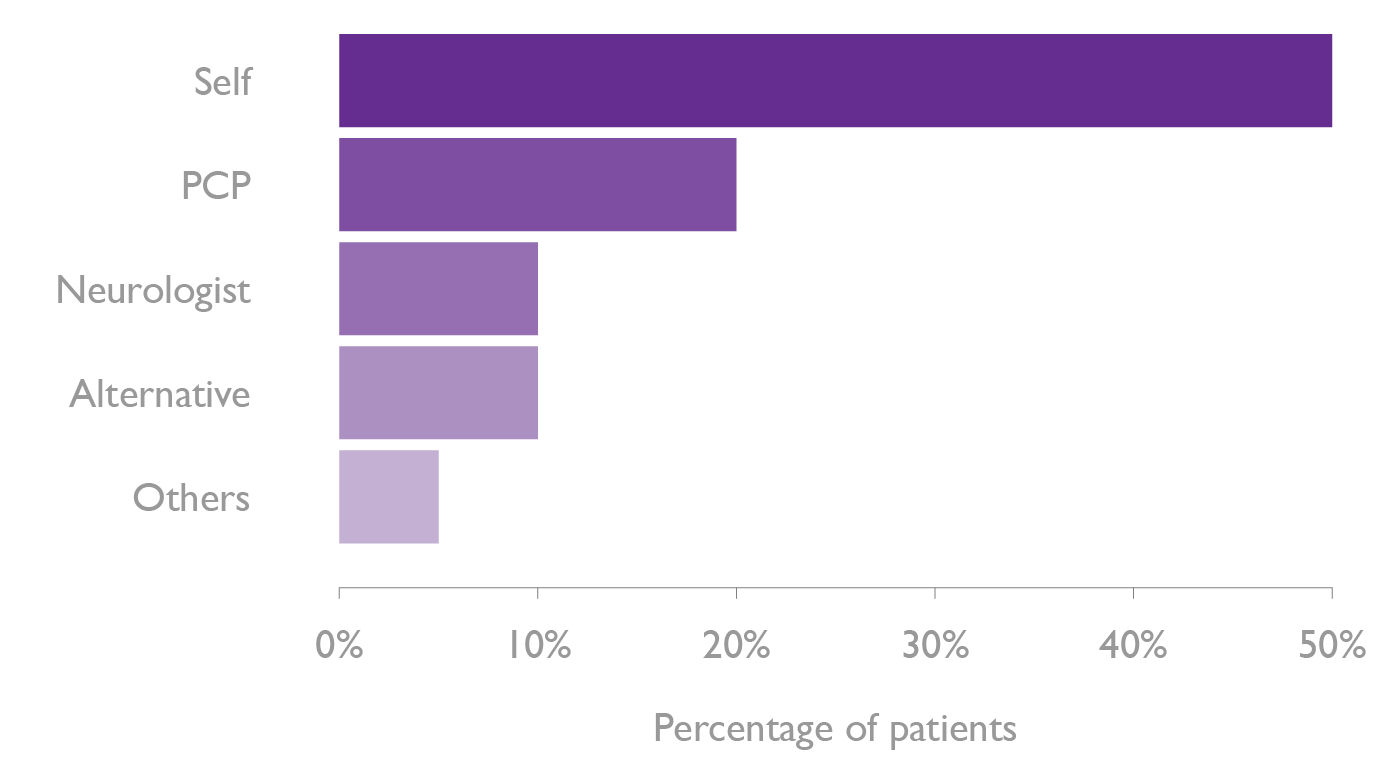 Self
PCP
Neurologist
Alternative
Others
0% 10% 20% 30% 40% 50%
Percentage of patients